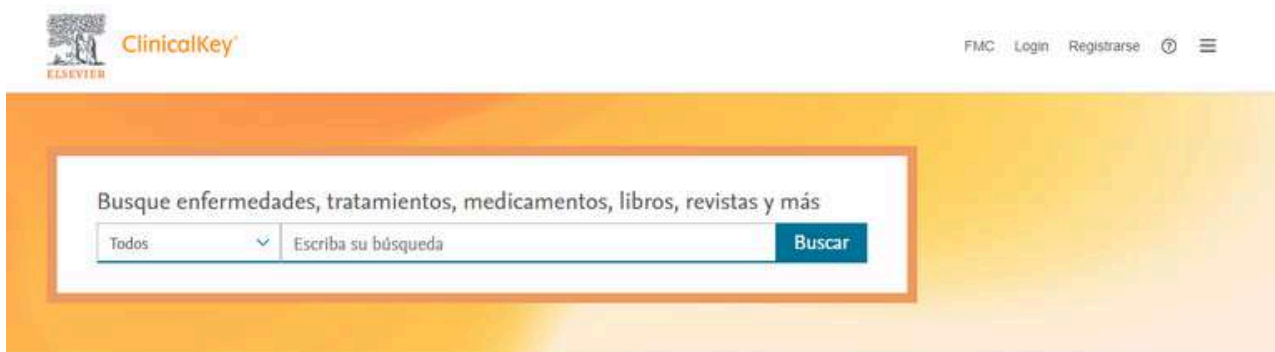 ELSEVIER
ClinicalKey®
FMC Login Registrarse ?
Busque enfermedades, tratamientos, medicamentos, libros, revistas y más
Todos Escriba su búsqueda Buscar